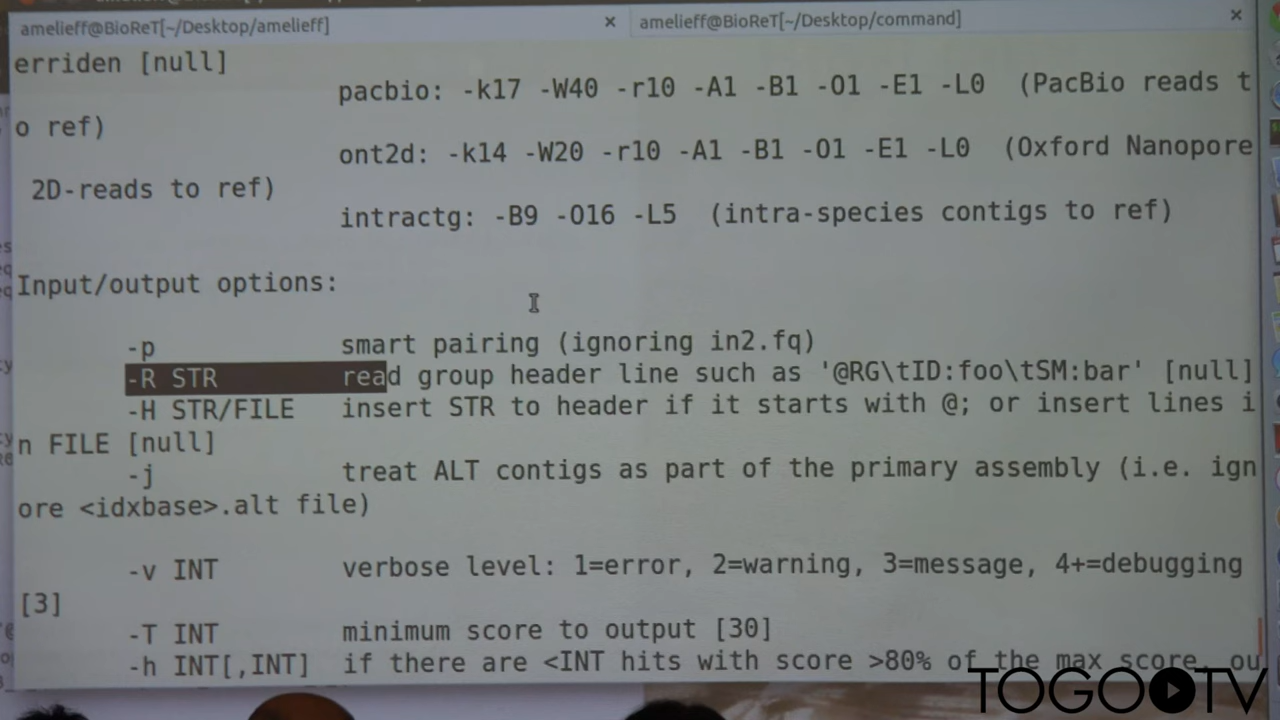 amelieff@BioReT[~/Desktop/amelieff] × amelieff@BioReT[~/Desktop/command] ×
erriden [null]
pacbio: -k17 -W40 -r10 -A1 -B1 -O1 -E1 -L0 (PacBio reads t
o ref)
ont2d: -k14 -W20 -r10 -A1 -B1 -O1 -E1 -L0 (Oxford Nanopore
2D-reads to ref)
intractg: -B9 -O16 -L5 (intra-species contigs to ref)
Input/output options:
-p smart pairing (ignoring in2.fq)
-R STR read group header line such as '@RG\tID:foo\tSM:bar' [null]
-H STR/FILE insert STR to header if it starts with @; or insert lines i
n FILE [null]
-j treat ALT contigs as part of the primary assembly (i.e. ign
ore <idxbase>.alt file)
-v INT verbose level: 1=error, 2=warning, 3=message, 4+=debugging
[3]
-T INT minimum score to output [30]
-h INT[,INT] if there are <INT hits with score >80% of the max score, ou
TOGOTV